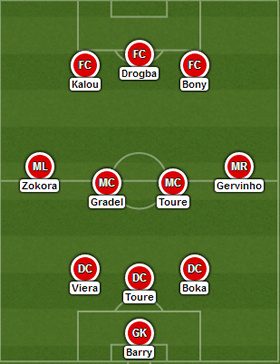 FC
FC
FC
Kalou
Drogba
Bony
ML
MC
MC
MR
Zokora
Gradel
Toure
Gervinho
DC
DC
DC
Viera
Toure
Boka
GK
Barry